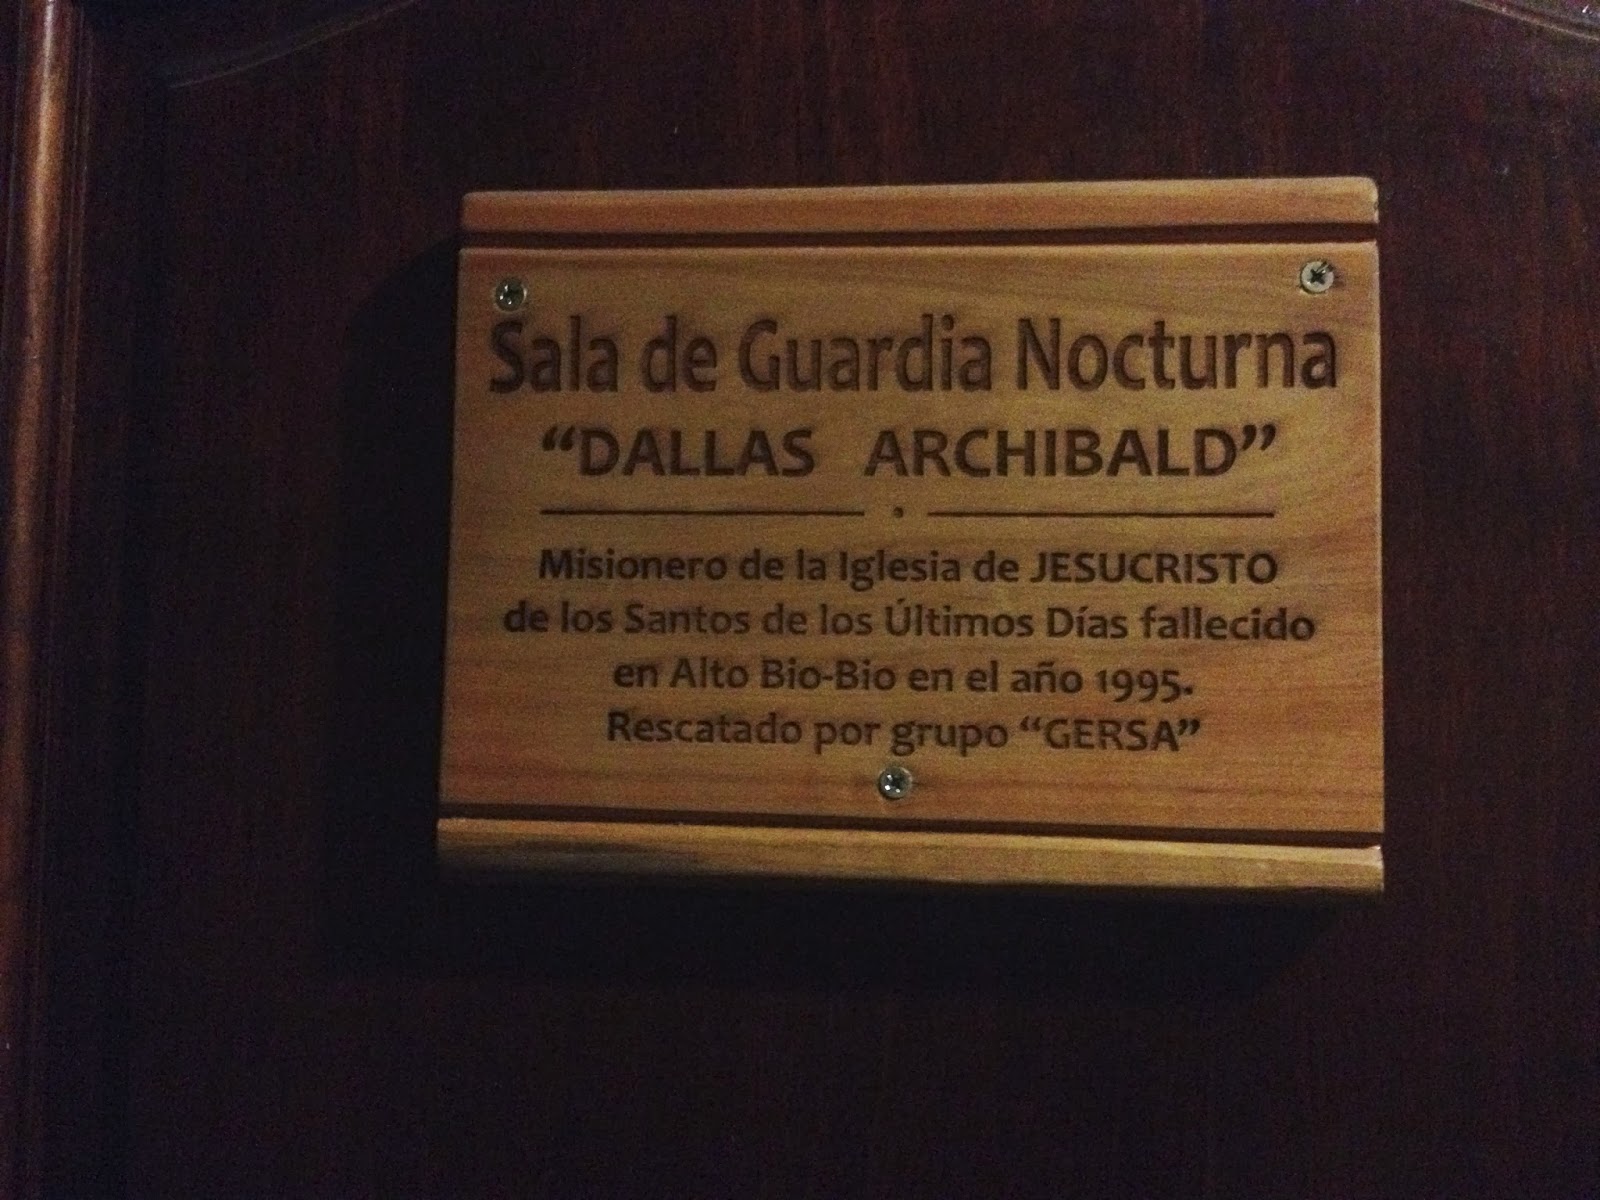 Sala de Guardia Nocturna
“DALLAS ARCHIBALD”
Misionero de la Iglesia de JESUCRISTO
de los Santos de los Últimos Días fallecido
en Alto Bio-Bio en el año 1995.
Rescatado por grupo “GERSA”